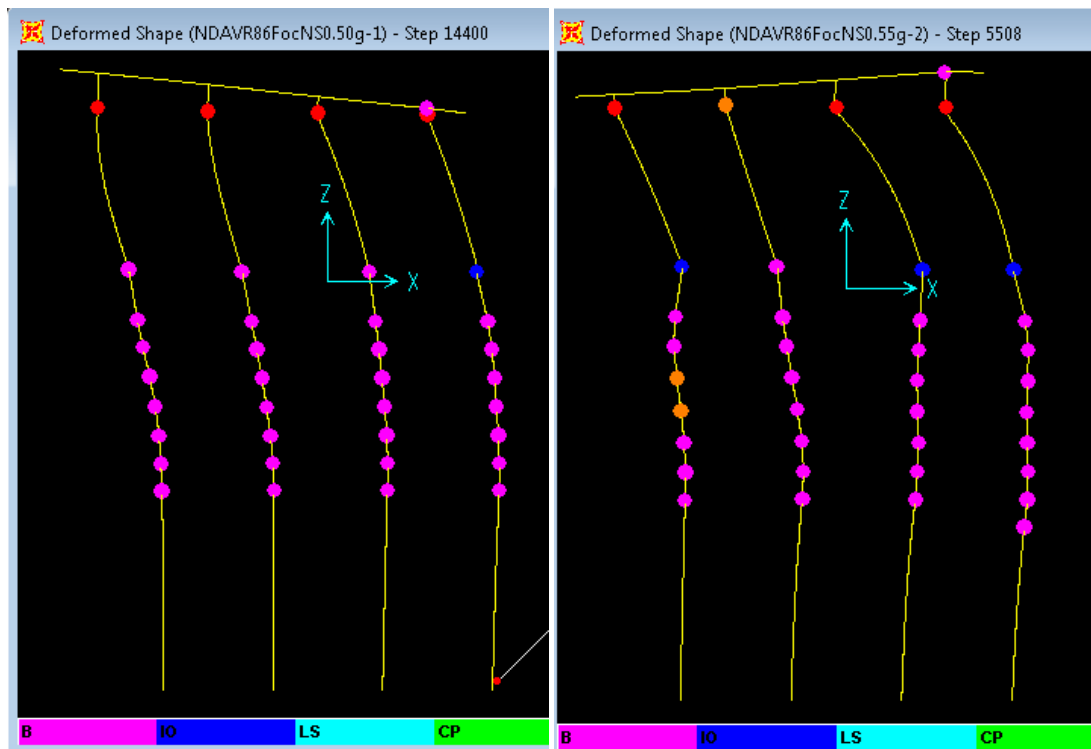 Deformed Shape (NDAVR86FocNS0.50g-1) - Step 14400
Z
X
B IO LS CP
Deformed Shape (NDAVR86FocNS0.55g-2) - Step 5508
Z
X
B IO LS CP